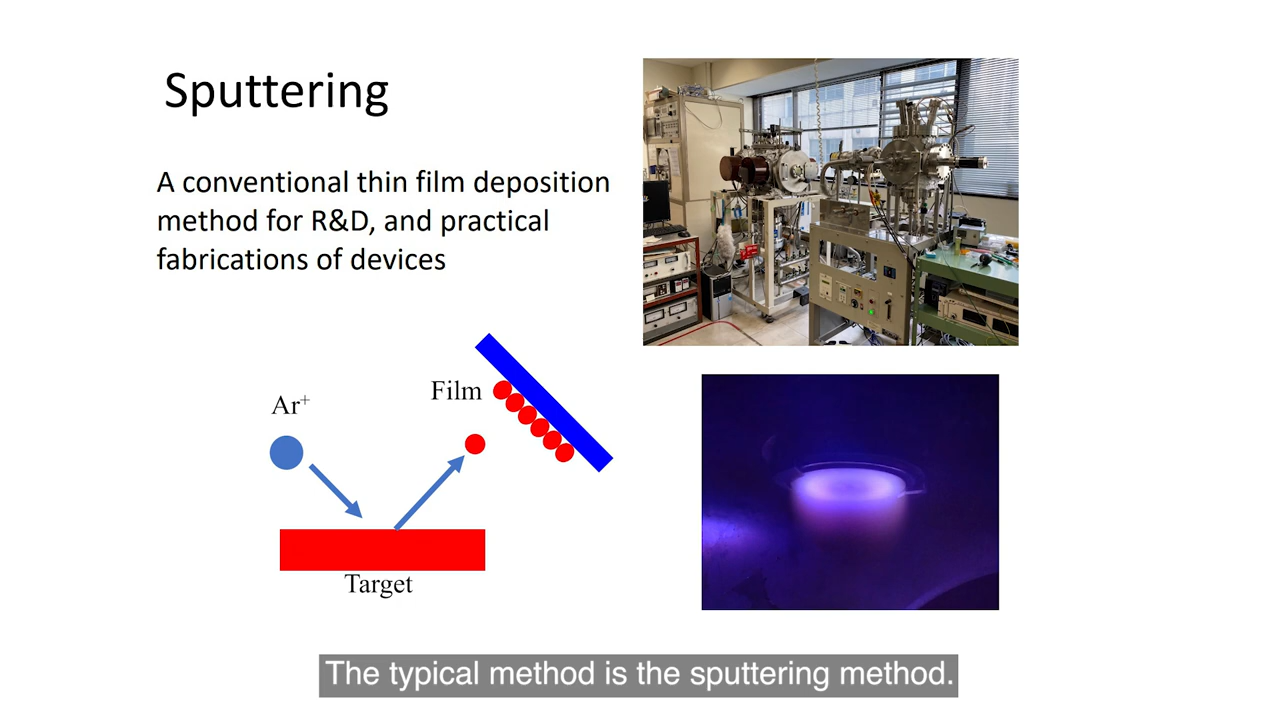 Sputtering
A conventional thin film deposition
method for R&D, and practical
fabrications of devices
Film
Ar⁺
Target
The typical method is the sputtering method.